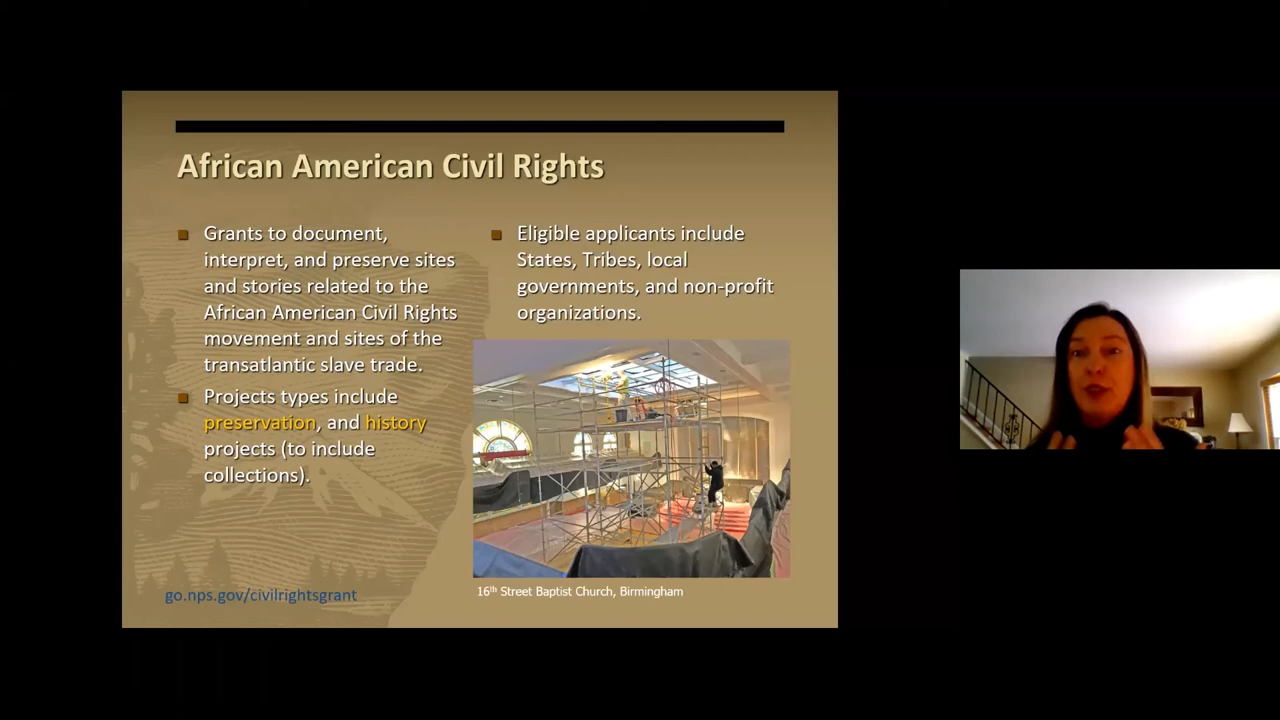 African American Civil Rights
Grants to document,
interpret, and preserve sites
and stories related to the
African American Civil Rights
movement and sites of the
transatlantic slave trade.
Projects types include
preservation, and history
projects (to include
collections).
go.nps.gov/civilrightsgrant
Eligible applicants include
States, Tribes, local
governments, and non-profit
organizations.
16th Street Baptist Church, Birmingham